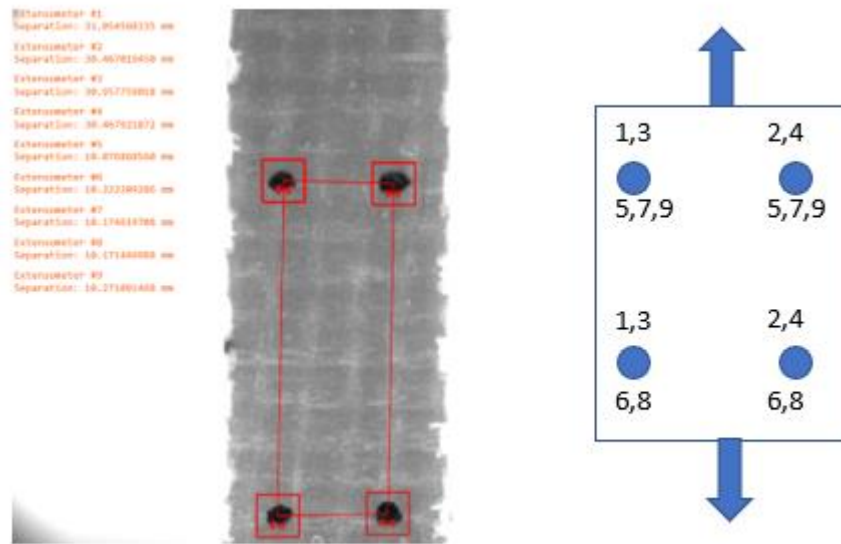 Extensometer #1
Separation: mm
Extensometer #2
Separation: mm
Extensometer #3
Separation: mm
Extensometer #4
Separation: mm
Extensometer #5
Separation: mm
Extensometer #6
Separation: mm
Extensometer #7
Separation: mm
Extensometer #8
Separation: mm
Extensometer #9
Separation: mm
1,3 2,4
5,7,9 5,7,9
1,3 2,4
6,8 6,8